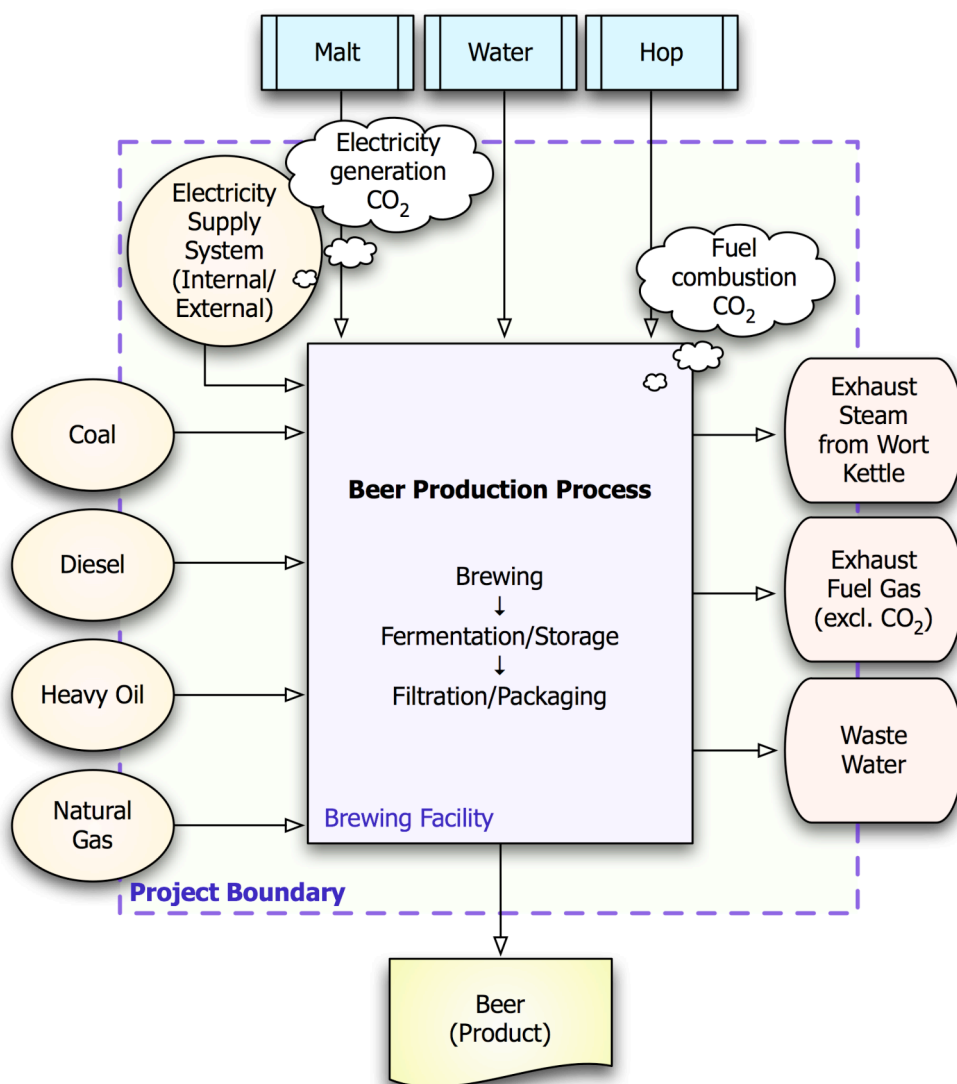 Malt
Water
Hop
Electricity
generation
CO₂
Electricity
Supply
System
(Internal/
External)
Fuel
combustion
CO₂
Coal
Diesel
Heavy Oil
Natural
Gas
Beer Production Process
Brewing
↓
Fermentation/Storage
↓
Filtration/Packaging
Brewing Facility
Exhaust
Steam
from Wort
Kettle
Exhaust
Fuel Gas
(excl. CO₂)
Waste
Water
Project Boundary
Beer
(Product)